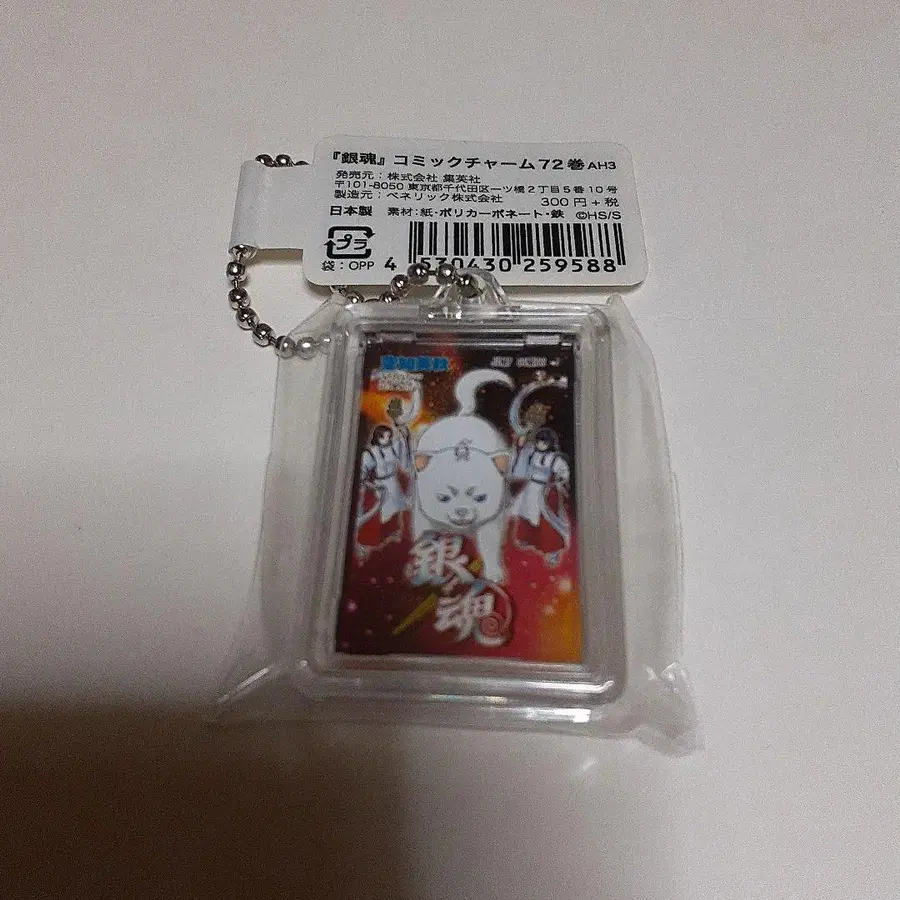 『銀魂』コミックチャーム72巻 AH3
発売元:株式会社 集英社
〒101-8050 東京都千代田区一ツ橋2丁目5番10号
製造元:ベネリック株式会社 300円+税
日本製 素材:紙・ポリカーボネート・鉄 ©HS/S
プラ
袋:OPP 4 530430 259588
銀
魂